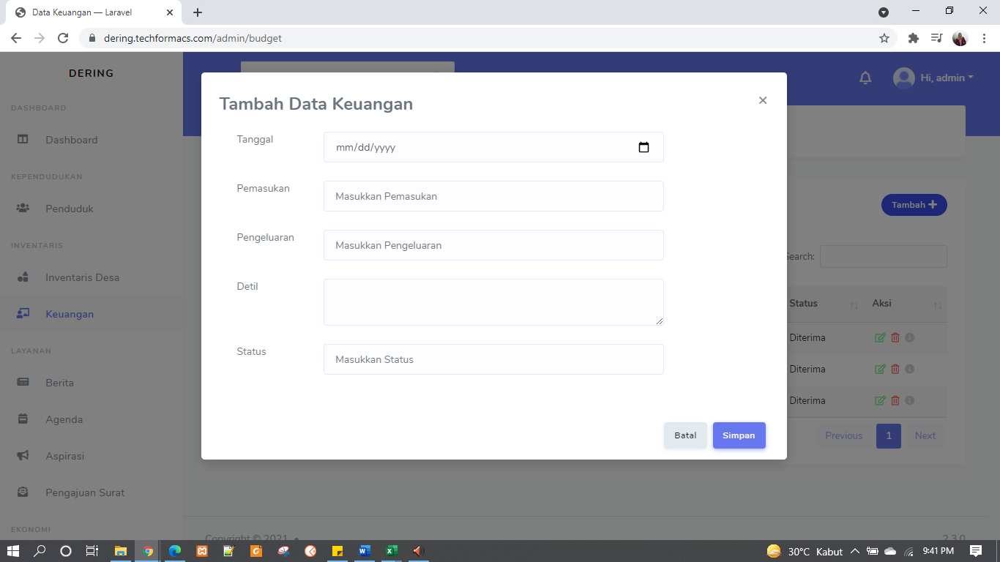 Data Keuangan — Laravel
dering.techformacs.com/admin/budget
DERING
Hi, admin
DASHBOARD
Dashboard
KEPENDUDUKAN
Penduduk
INVENTARIS
Inventaris Desa
Keuangan
LAYANAN
Berita
Agenda
Aspirasi
Pengajuan Surat
EKONOMI
Tambah Data Keuangan
×
Tanggal
mm/dd/yyyy
Pemasukan
Masukkan Pemasukan
Pengeluaran
Masukkan Pengeluaran
Detil
Status
Masukkan Status
Batal
Simpan
Tambah
Search:
Status
Aksi
Diterima
Diterima
Diterima
Previous
1
Next
Copyright © 2021
2.3.0
30°C Kabut
9:41 PM